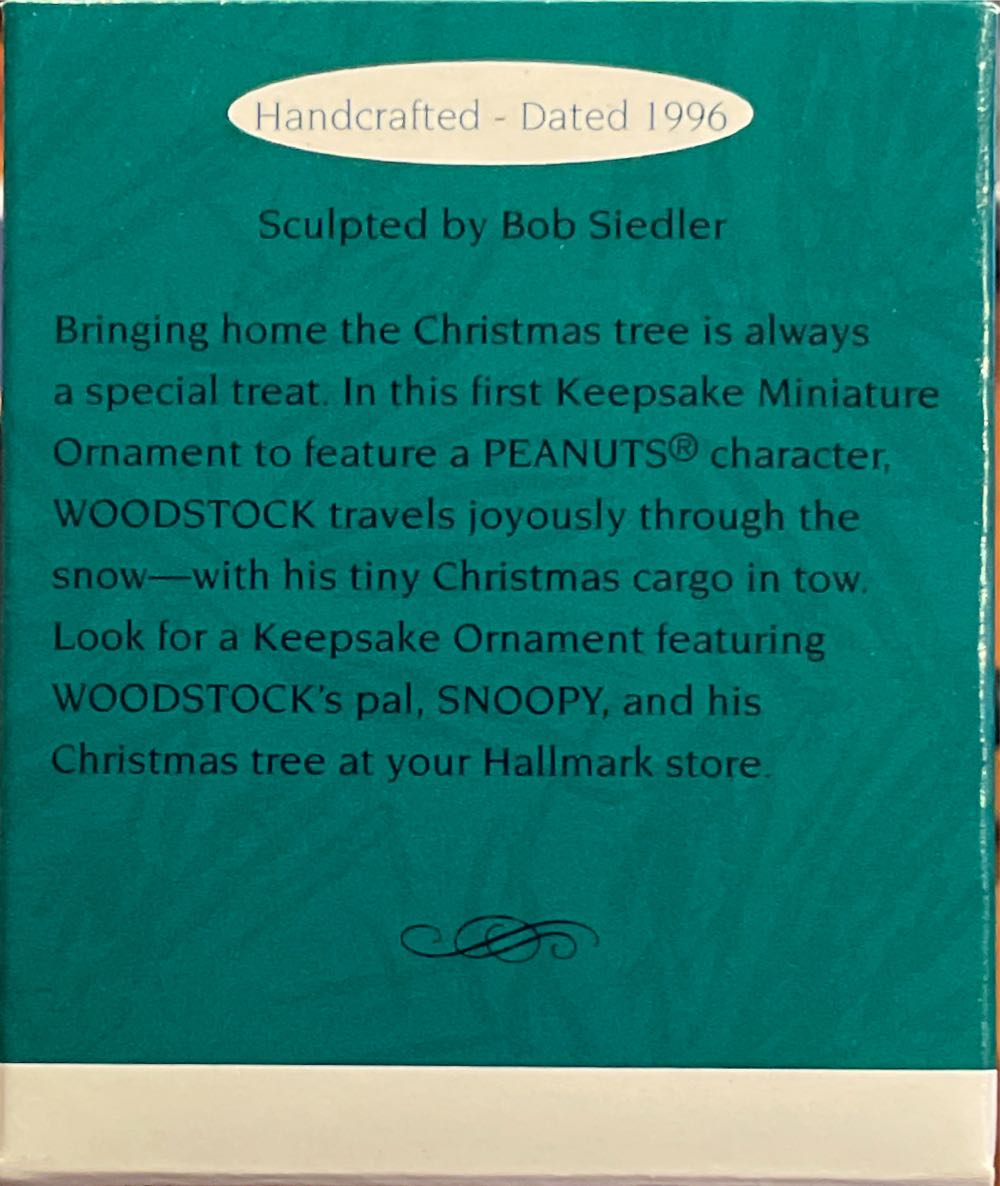 Handcrafted - Dated 1996
Sculpted by Bob Siedler
Bringing home the Christmas tree is always
a special treat. In this first Keepsake Miniature
Ornament to feature a PEANUTS® character,
WOODSTOCK travels joyously through the
snow—with his tiny Christmas cargo in tow.
Look for a Keepsake Ornament featuring
WOODSTOCK's pal, SNOOPY, and his
Christmas tree at your Hallmark store.